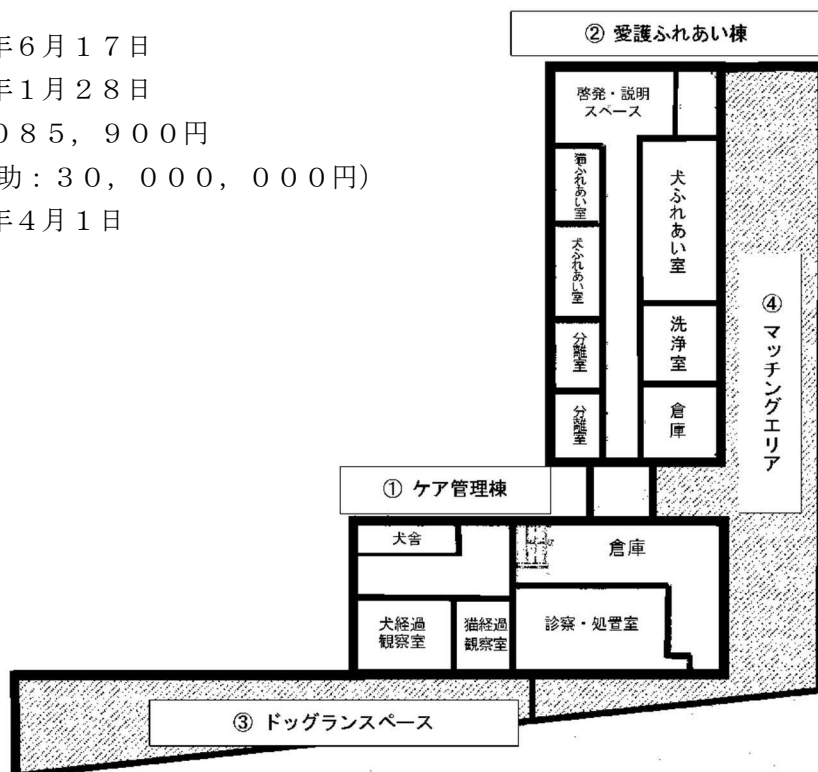 年６月１７日
年１月２８日
０８５，９００円
助：３０，０００，０００円）
年４月１日
② 愛護ふれあい棟
啓発・説明
スペース
猫ふれあい室
犬ふれあい室
犬ふれあい室
分離室
洗浄室
分離室
倉庫
④ マッチングエリア
① ケア管理棟
犬舎
倉庫
犬経過
観察室
猫経過
観察室
診察・処置室
③ ドッグランスペース